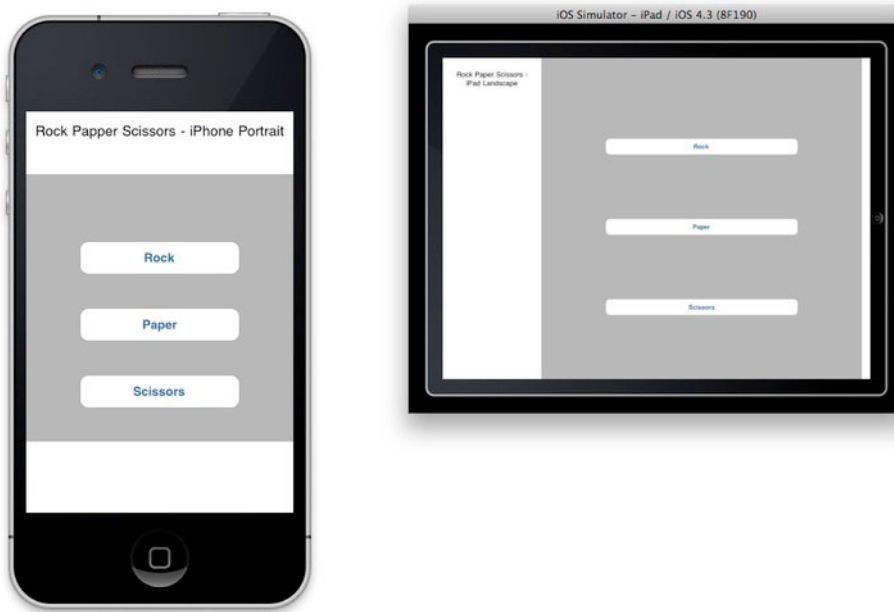 Rock Papper Scissors - iPhone Portrait
Rock
Paper
Scissors
iOS Simulator - iPad / iOS 4.3 (8F190)
Rock Paper Scissors -
iPad Landscape
Rock
Paper
Scissors